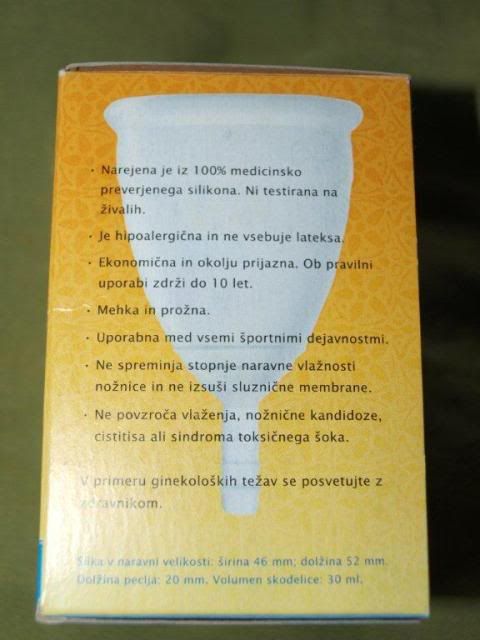 · Narejena je iz 100% medicinsko
preverjenega silikona. Ni testirana na
živalih.
· Je hipoalergična in ne vsebuje lateksa.
· Ekonomična in okolju prijazna. Ob pravilni
uporabi zdrži do 10 let.
· Mehka in prožna.
· Uporabna med vsemi športnimi dejavnostmi.
· Ne spreminja stopnje naravne vlažnosti
nožnice in ne izsuši sluznične membrane.
· Ne povzroča vlaženja, nožnične kandidoze,
cistitisa ali sindroma toksičnega šoka.
V primeru ginekoloških težav se posvetujte z
zdravnikom.
Slika v naravni velikosti: širina 46 mm; dolžina 52 mm.
Dolžina peclja: 20 mm. Volumen skodelice: 30 ml.